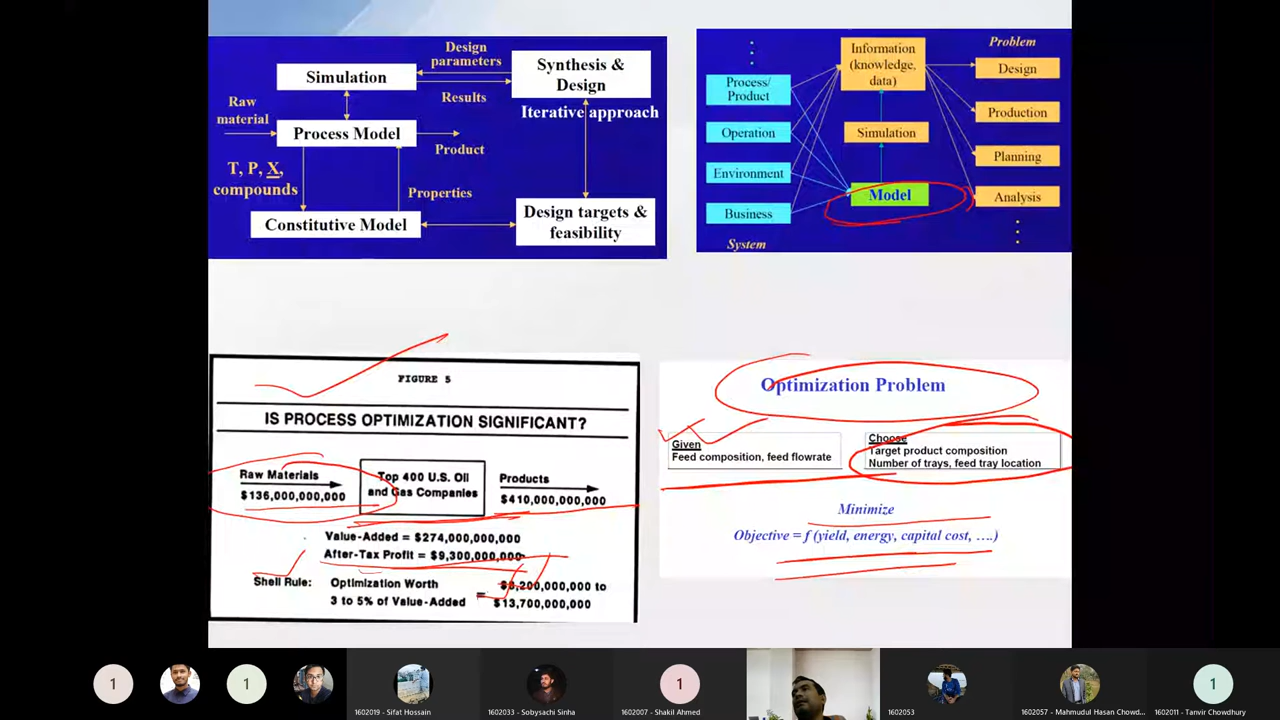 Design
parameters
Simulation
Synthesis &
Design
Results
Iterative approach
Raw
material
Process Model
Product
T, P, X,
compounds
Properties
Constitutive Model
Design targets &
feasibility
Information
(knowledge,
data)
Problem
Design
Process/
Product
Production
Operation
Simulation
Planning
Environment
Model
Analysis
Business
System
FIGURE 5
IS PROCESS OPTIMIZATION SIGNIFICANT?
Raw Materials
$136,000,000,000
Top 400 U.S. Oil
and Gas Companies
Products
$410,000,000,000
Value-Added = $274,000,000,000
After-Tax Profit = $9,300,000,000
Shell Rule:
Optimization Worth
3 to 5% of Value-Added
=
$8,200,000,000 to
$13,700,000,000
Optimization Problem
Given
Feed composition, feed flowrate
Choose
Target product composition
Number of trays, feed tray location
Minimize
Objective = f (yield, energy, capital cost, ….)
1
1
1602019 - Sifat Hossain
1602033 - Sobysachi Sinha
1
1602007 - Shakil Ahmed
1602053
1602057 - Mahmudul Hasan Chowd...
1
1602011 - Tanvir Chowdhury